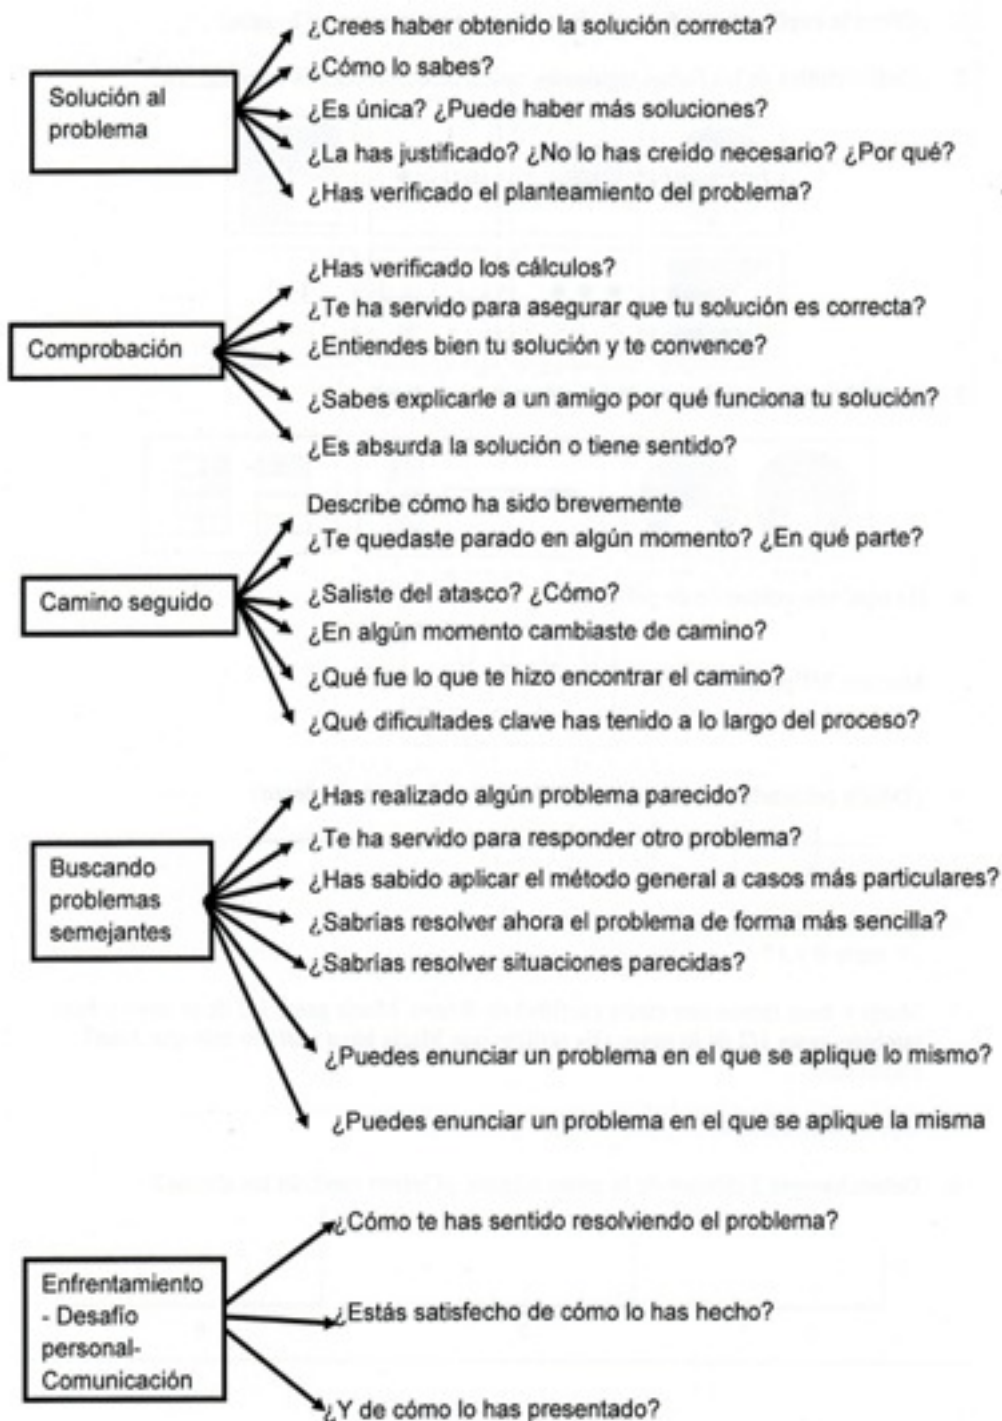 Solución al
problema
¿Crees haber obtenido la solución correcta?
¿Cómo lo sabes?
¿Es única? ¿Puede haber más soluciones?
¿La has justificado? ¿No lo has creído necesario? ¿Por qué?
¿Has verificado el planteamiento del problema?
Comprobación
¿Has verificado los cálculos?
¿Te ha servido para asegurar que tu solución es correcta?
¿Entiendes bien tu solución y te convence?
¿Sabes explicarle a un amigo por qué funciona tu solución?
¿Es absurda la solución o tiene sentido?
Camino seguido
Describe cómo ha sido brevemente
¿Te quedaste parado en algún momento? ¿En qué parte?
¿Saliste del atasco? ¿Cómo?
¿En algún momento cambiaste de camino?
¿Qué fue lo que te hizo encontrar el camino?
¿Qué dificultades clave has tenido a lo largo del proceso?
Buscando
problemas
semejantes
¿Has realizado algún problema parecido?
¿Te ha servido para responder otro problema?
¿Has sabido aplicar el método general a casos más particulares?
¿Sabrías resolver ahora el problema de forma más sencilla?
¿Sabrías resolver situaciones parecidas?
¿Puedes enunciar un problema en el que se aplique lo mismo?
¿Puedes enunciar un problema en el que se aplique la misma
Enfrentamiento
- Desafío
personal-
Comunicación
¿Cómo te has sentido resolviendo el problema?
¿Estás satisfecho de cómo lo has hecho?
¿Y de cómo lo has presentado?